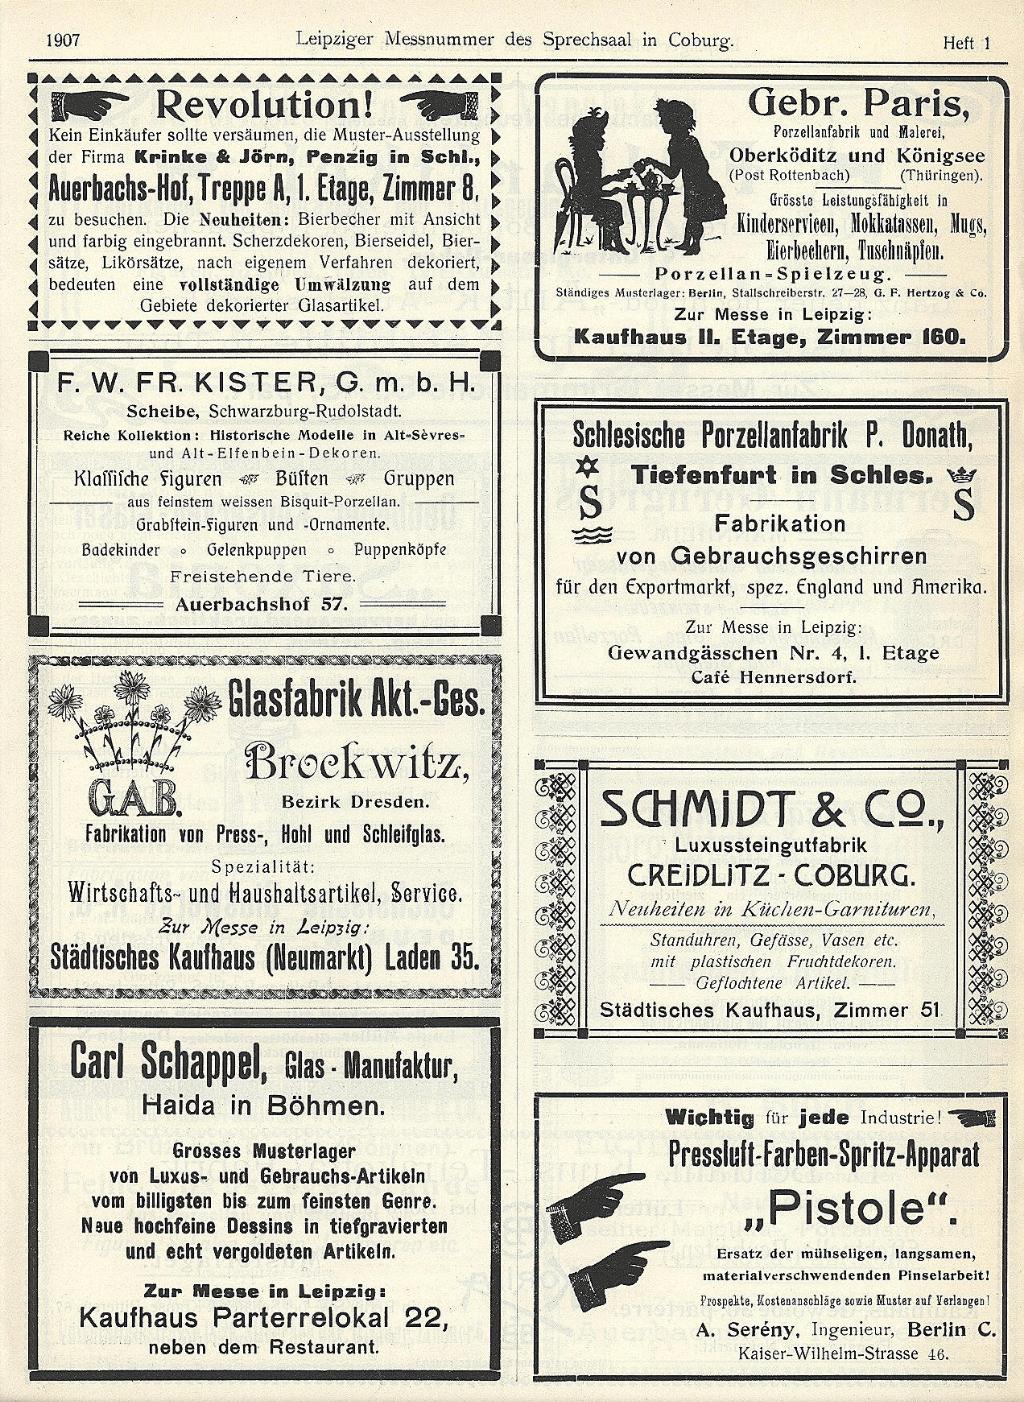 1907
Leipziger Messnummer des Sprechsaal in Coburg.
Heft 1
Revolution!
Kein Einkäufer sollte versäumen, die Muster-Ausstellung
der Firma Krinke & Jörn, Penzig in Schl.,
Auerbachs-Hof, Treppe A, 1. Etage, Zimmer 8,
zu besuchen. Die Neuheiten: Bierbecher mit Ansicht
und farbig eingebrannt. Scherzdekoren, Bierseidel, Bier-
sätze, Likörsätze, nach eigenem Verfahren dekoriert,
bedeuten eine vollständige Umwälzung auf dem
Gebiete dekorierter Glasartikel.
F. W. FR. KISTER, G. m. b. H.
Scheibe, Schwarzburg-Rudolstadt.
Reiche Kollektion: Historische Modelle in Alt-Sèvres-
und Alt-Elfenbein-Dekoren.
Klassische Figuren Büsten Gruppen
aus feinstem weissen Bisquit-Porzellan.
Grabstein-Figuren und -Ornamente.
Badekinder ∘ Gelenkpuppen ∘ Puppenköpfe
Freistehende Tiere.
Auerbachshof 57.
Glasfabrik Akt.-Ges.
Brockwitz,
G.A.B.
Bezirk Dresden.
Fabrikation von Press-, Hohl und Schleifglas.
Spezialität:
Wirtschafts- und Haushaltsartikel, Service.
Zur Messe in Leipzig:
Städtisches Kaufhaus (Neumarkt) Laden 35.
Carl Schappel, Glas-Manufaktur,
Haida in Böhmen.
Grosses Musterlager
von Luxus- und Gebrauchs-Artikeln
vom billigsten bis zum feinsten Genre.
Neue hochfeine Dessins in tiefgravierten
und echt vergoldeten Artikeln.
Zur Messe in Leipzig:
Kaufhaus Parterrelokal 22,
neben dem Restaurant.
Gebr. Paris,
Porzellanfabrik und Malerei,
Oberköditz und Königsee
(Post Rottenbach) (Thüringen).
Grösste Leistungsfähigkeit in
Kinderservicen, Mokkatassen, Mugs,
Eierbechern, Tuschnäpfen.
Porzellan-Spielzeug.
Ständiges Musterlager: Berlin, Stallschreiberstr. 27—28, G. F. Hertzog & Co.
Zur Messe in Leipzig:
Kaufhaus II. Etage, Zimmer 160.
Schlesische Porzellanfabrik P. Donath,
Tiefenfurt in Schles.
S
S
Fabrikation
von Gebrauchsgeschirren
für den Exportmarkt, spez. England und Amerika.
Zur Messe in Leipzig:
Gewandgässchen Nr. 4, I. Etage
Café Hennersdorf.
SCHMIDT & CO.,
Luxussteingutfabrik
CREIDLITZ - COBURG.
Neuheiten in Küchen-Garnituren,
Standuhren, Gefässe, Vasen etc.
mit plastischen Fruchtdekoren.
Geflochtene Artikel.
Städtisches Kaufhaus, Zimmer 51
Wichtig für jede Industrie!
Pressluft-Farben-Spritz-Apparat
„Pistole“.
Ersatz der mühseligen, langsamen,
materialverschwendenden Pinselarbeit!
Prospekte, Kostenanschläge sowie Muster auf Verlangen!
A. Serény, Ingenieur, Berlin C.
Kaiser-Wilhelm-Strasse 46.